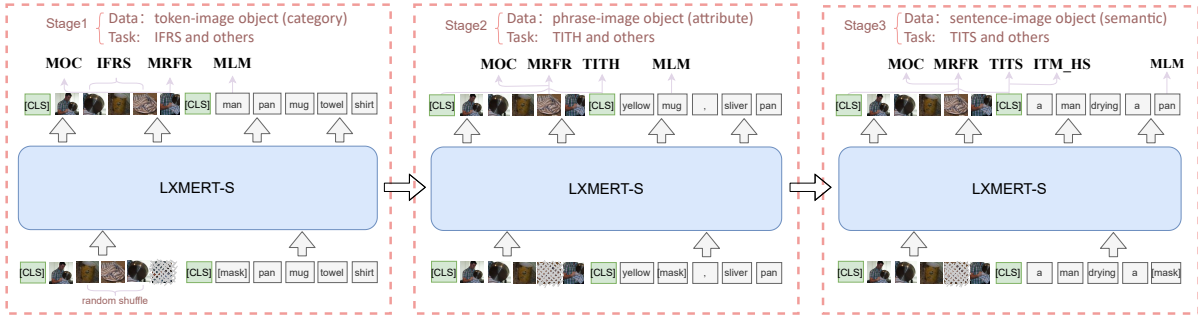 Stage1
Data: token-image object (category)
Task: IFRS and others
MOC IFRS MRFR MLM
[CLS] [CLS] man pan mug towel shirt
LXMERT-S
[CLS] [CLS] [mask] pan mug towel shirt
random shuffle
Stage2
Data: phrase-image object (attribute)
Task: TITH and others
MOC MRFR TITH MLM
[CLS] [CLS] yellow mug , sliver pan
LXMERT-S
[CLS] [CLS] yellow [mask] , sliver pan
Stage3
Data: sentence-image object (semantic)
Task: TITS and others
MOC MRFR TITS ITM_HS MLM
[CLS] [CLS] a man drying a pan
LXMERT-S
[CLS] [CLS] a man drying a [mask]